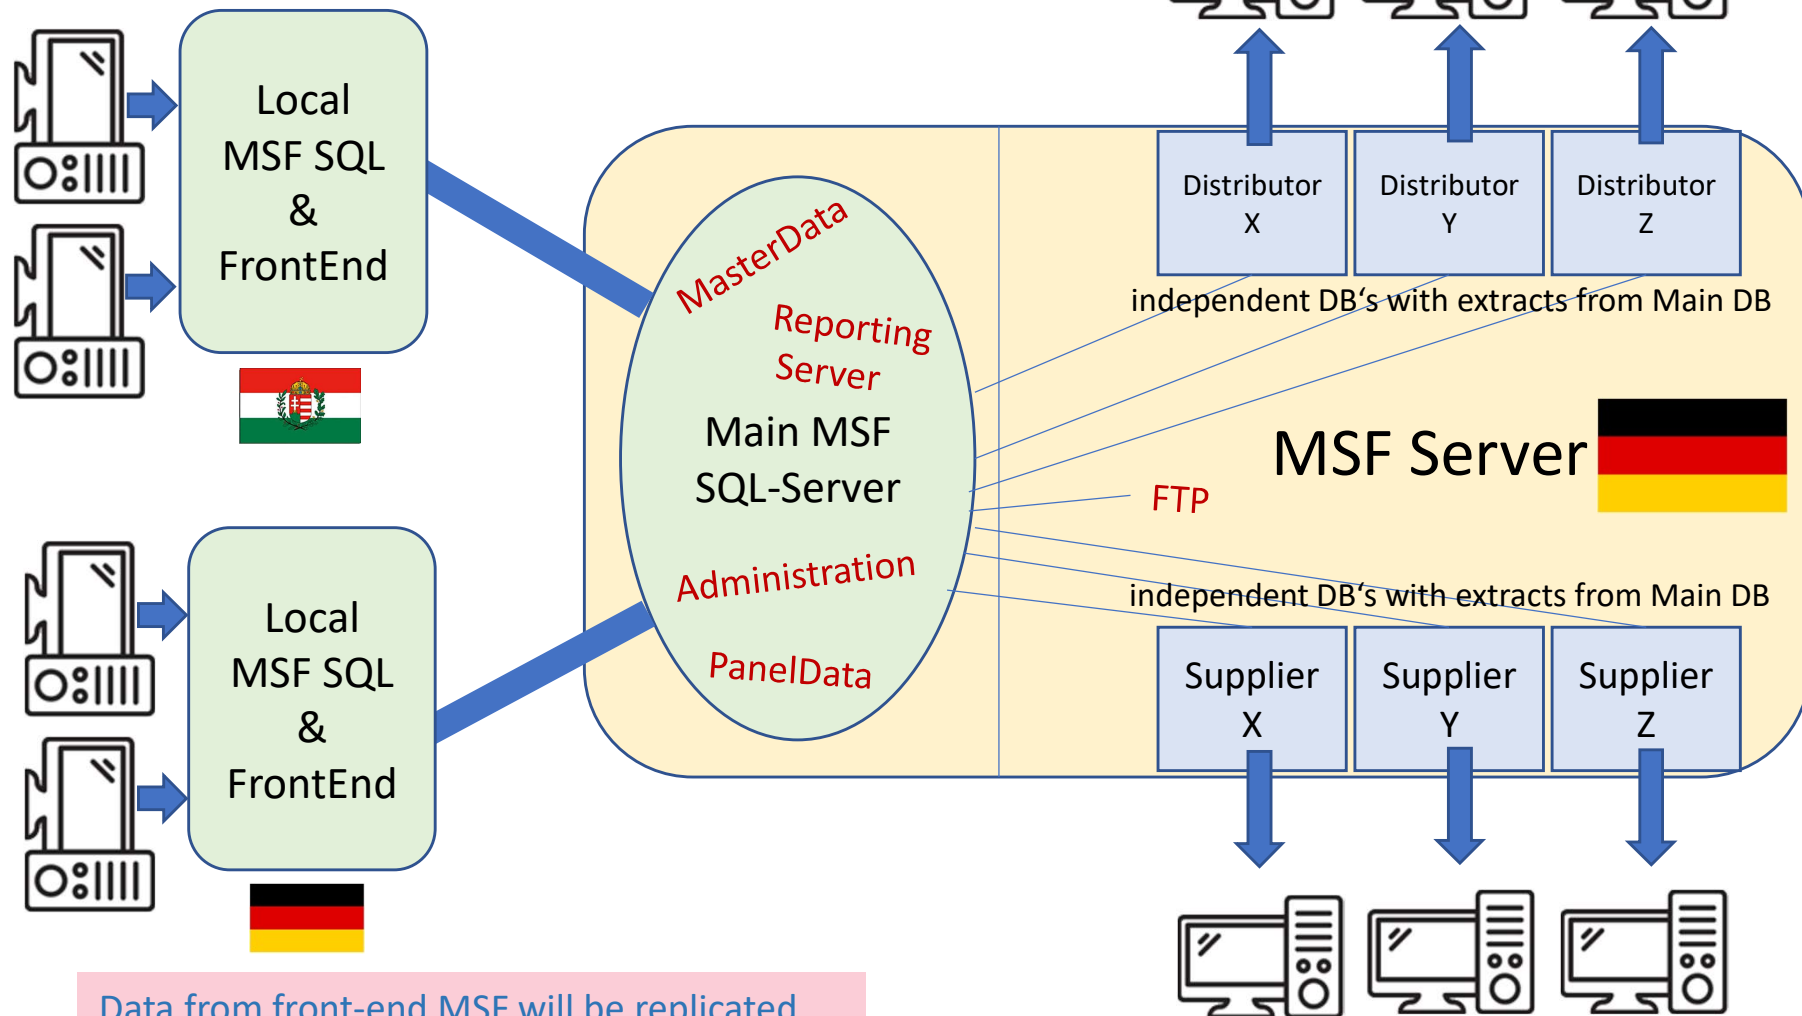 Local
MSF SQL
&
FrontEnd
Local
MSF SQL
&
FrontEnd
MasterData
Reporting
Server
Main MSF
SQL-Server
Administration
PanelData
Distributor
X
Distributor
Y
Distributor
Z
independent DB‘s with extracts from Main DB
MSF Server
FTP
independent DB‘s with extracts from Main DB
Supplier
X
Supplier
Y
Supplier
Z
Data from front-end MSF will be replicated